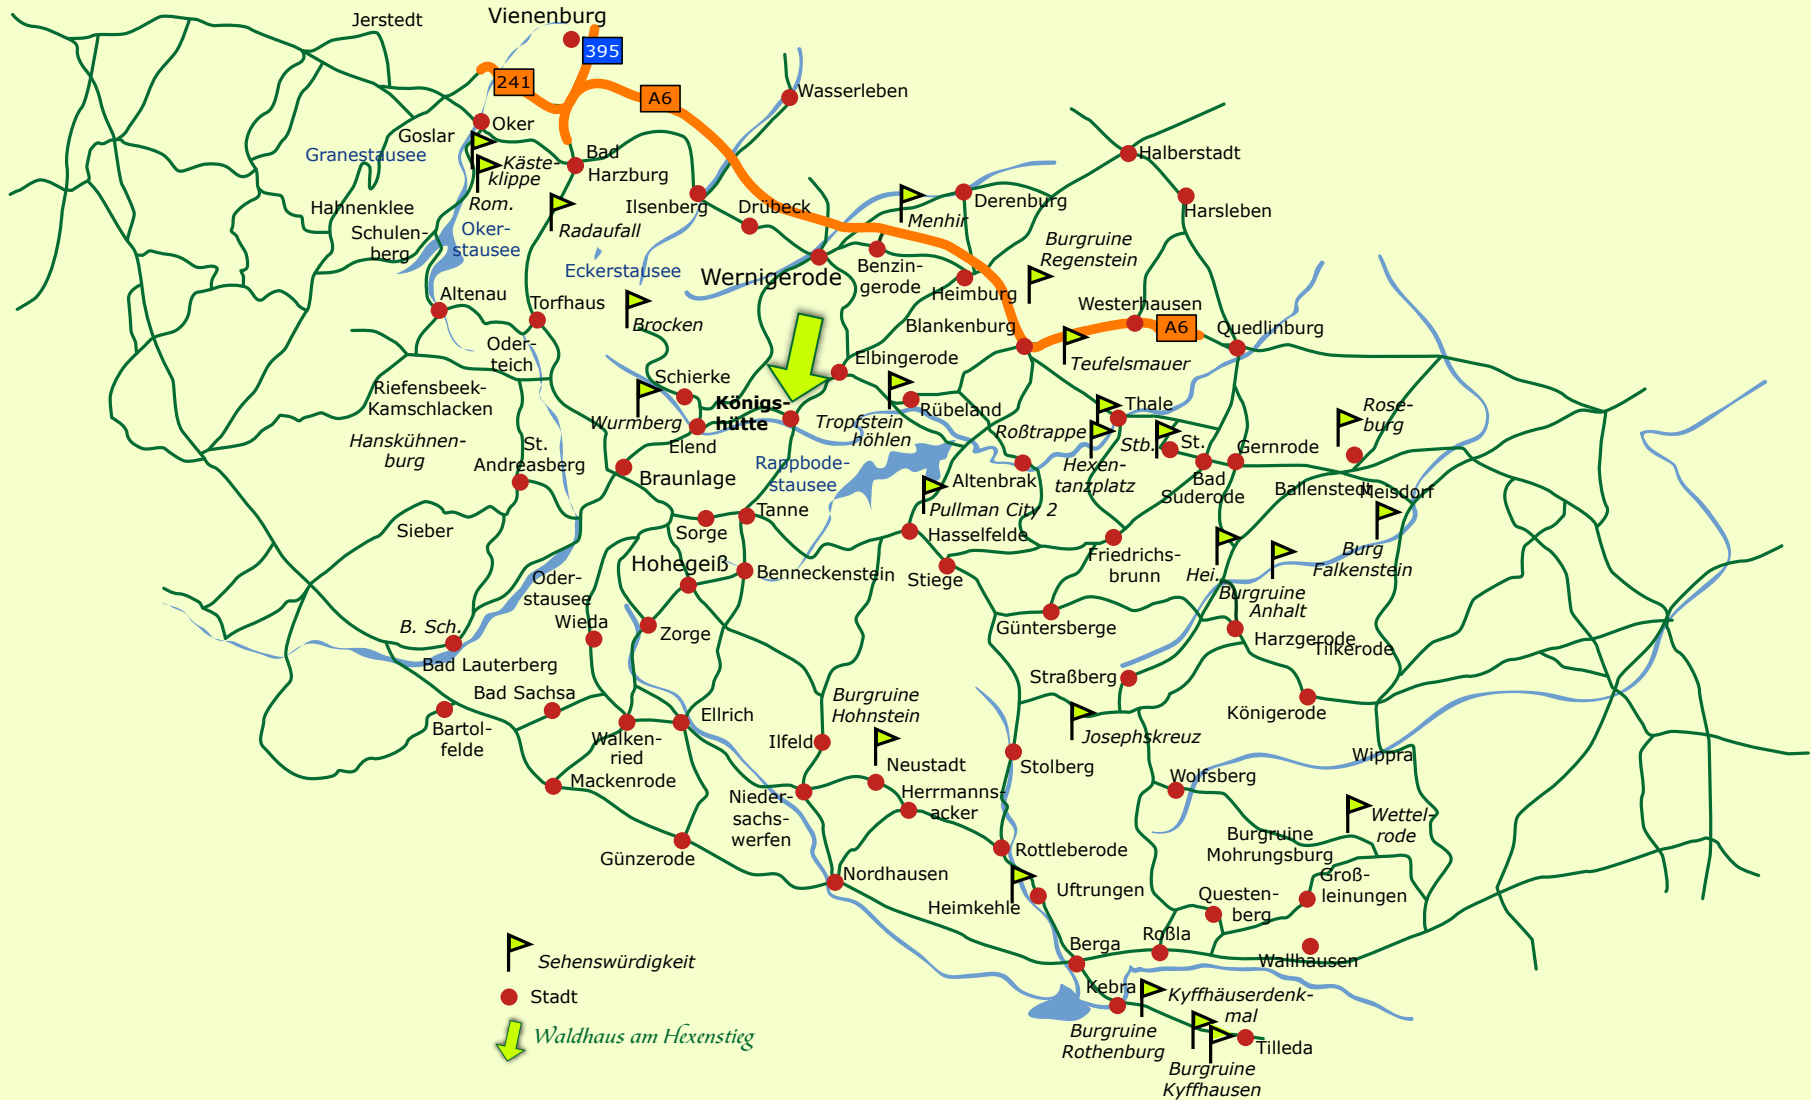 Jerstedt
Vienenburg
395
241
A6
Wasserleben
Oker
Goslar
Granestausee
Bad
Harzburg
Käste-
klippe
Rom.
Halberstadt
Hahnenklee
Schulen-
berg
Oker-
stausee
Radaufall
Ilsenberg
Drübeck
Menhir
Derenburg
Harsleben
Eckerstausee
Wernigerode
Benzin-
gerode
Heimburg
Burgruine
Regenstein
Altenau
Torfhaus
Brocken
Westerhausen
A6
Quedlinburg
Blankenburg
Oder-
teich
Elbingerode
Teufelsmauer
Riefensbeek-
Kamschlacken
Schierke
Königs-
hütte
Wurmberg
Elend
Tropfstein
höhlen
Rübeland
Thale
Roßtrappe
Stb.
St.
Rose-
burg
Hanskühnen-
burg
St.
Andreasberg
Braunlage
Rappbode-
stausee
Altenbrak
Hexen-
tanzplatz
Bad
Suderode
Gernrode
Ballenstedt
Meisdorf
Pullman City 2
Sieber
Sorge
Tanne
Hasselfelde
Hohegeiß
Benneckenstein
Stiege
Friedrichs-
brunn
Hei.
Burg
Falkenstein
Oder-
stausee
Burgruine
Anhalt
B. Sch.
Wieda
Zorge
Güntersberge
Harzgerode
Tilkerode
Bad Lauterberg
Bad Sachsa
Straßberg
Bartol-
felde
Walken-
ried
Ellrich
Burgruine
Hohnstein
Ilfeld
Königerode
Josephskreuz
Wippra
Mackenrode
Neustadt
Stolberg
Wolfsberg
Nieder-
sachs-
werfen
Herrmanns-
acker
Wettel-
rode
Burgruine
Mohrungsburg
Günzerode
Rottleberode
Nordhausen
Uftrungen
Heimkehle
Questen-
berg
Groß-
leinungen
Roßla
Berga
Wallhausen
Sehenswürdigkeit
Stadt
Waldhaus am Hexenstieg
Kebra
Kyffhäuserdenk-
mal
Burgruine
Rothenburg
Tilleda
Burgruine
Kyffhausen